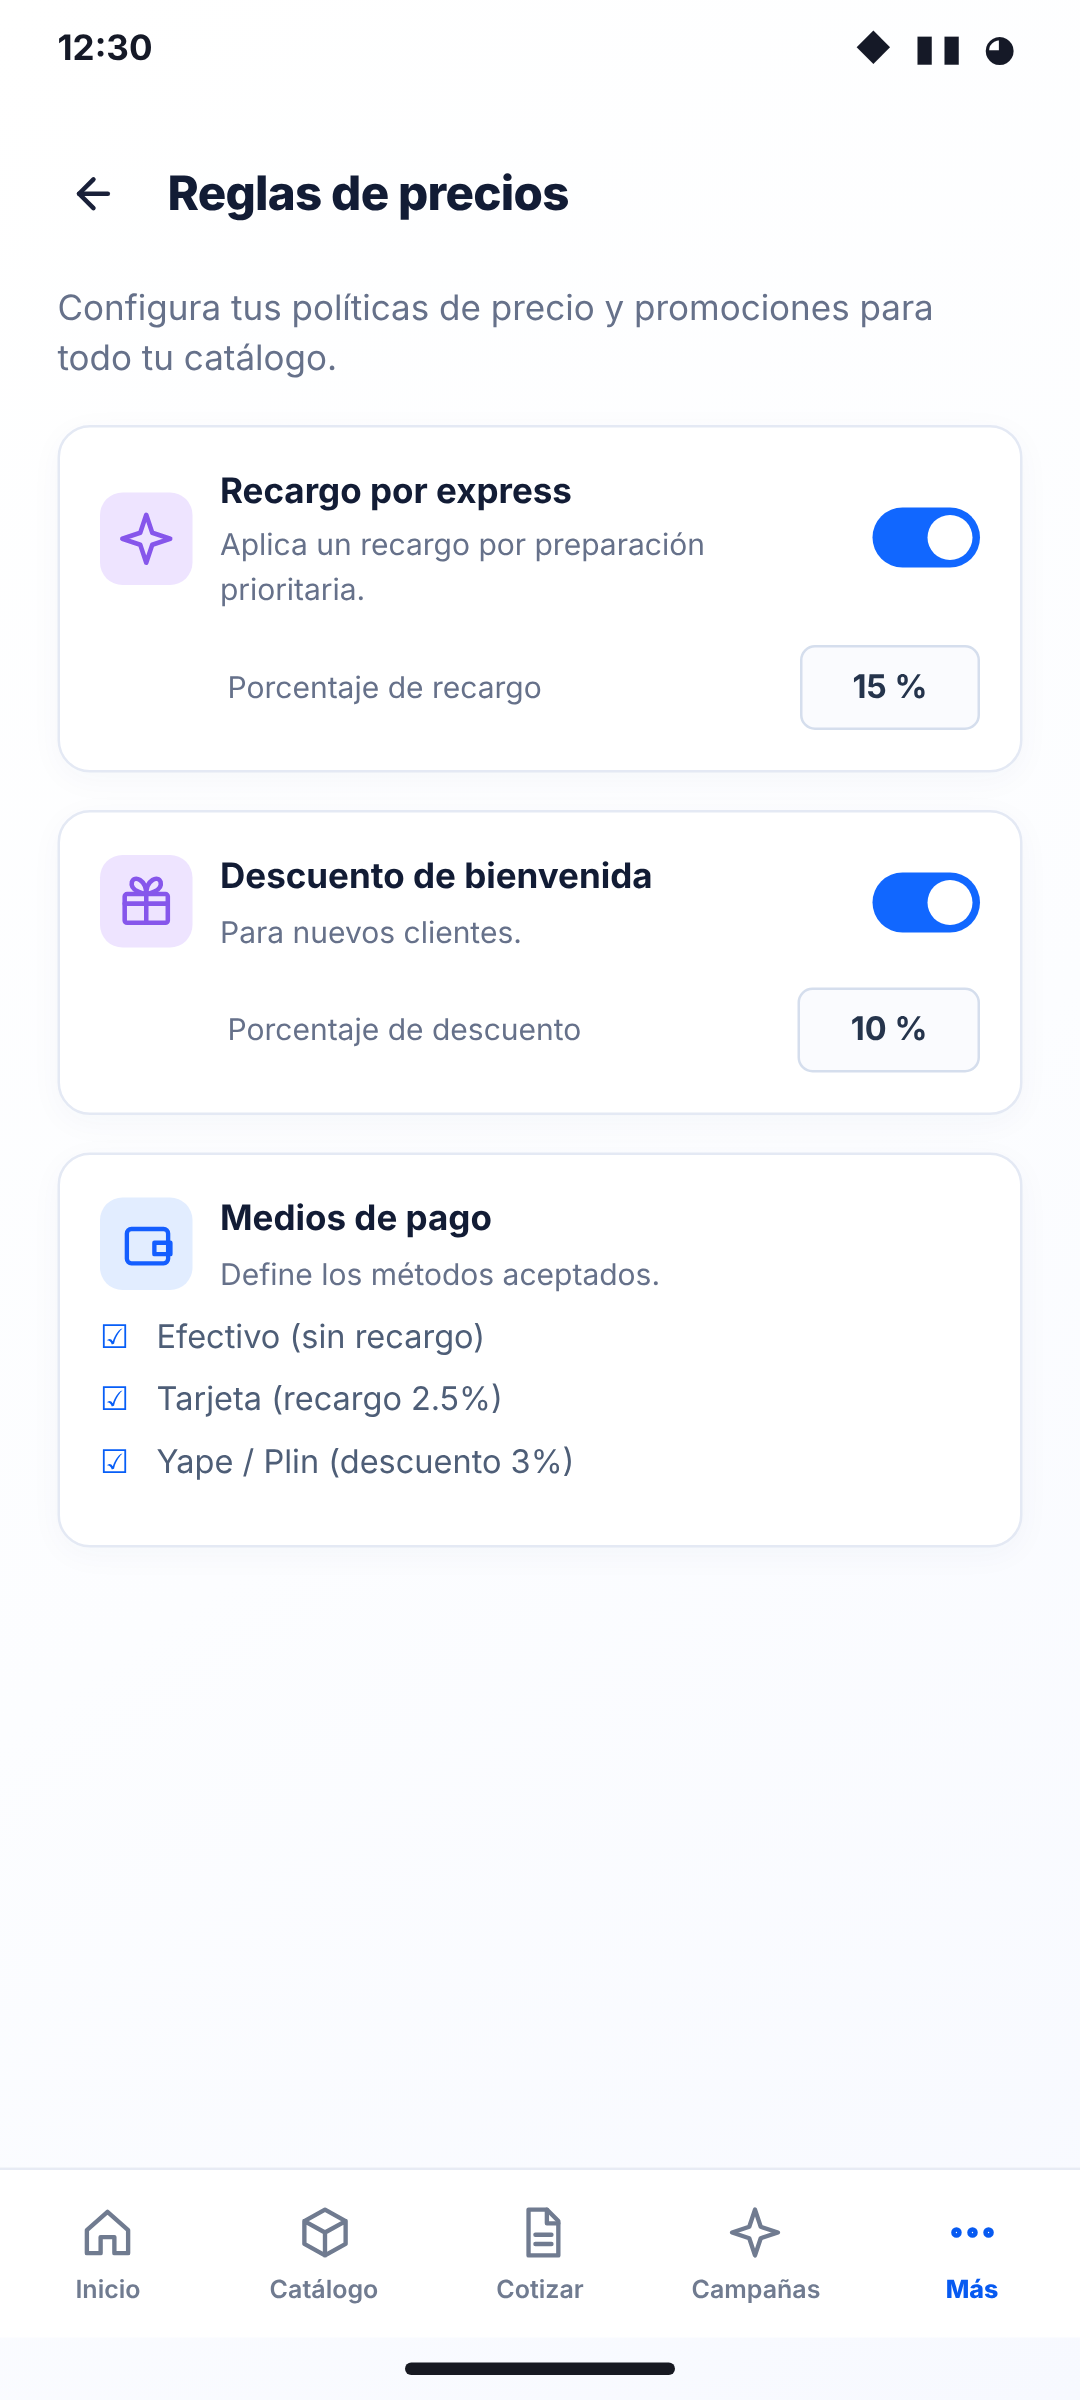 12:30
Reglas de precios
Configura tus políticas de precio y promociones para
todo tu catálogo.
Recargo por express
Aplica un recargo por preparación
prioritaria.
Porcentaje de recargo
15 %
Descuento de bienvenida
Para nuevos clientes.
Porcentaje de descuento
10 %
Medios de pago
Define los métodos aceptados.
Efectivo (sin recargo)
Tarjeta (recargo 2.5%)
Yape / Plin (descuento 3%)
Inicio
Catálogo
Cotizar
Campañas
Más